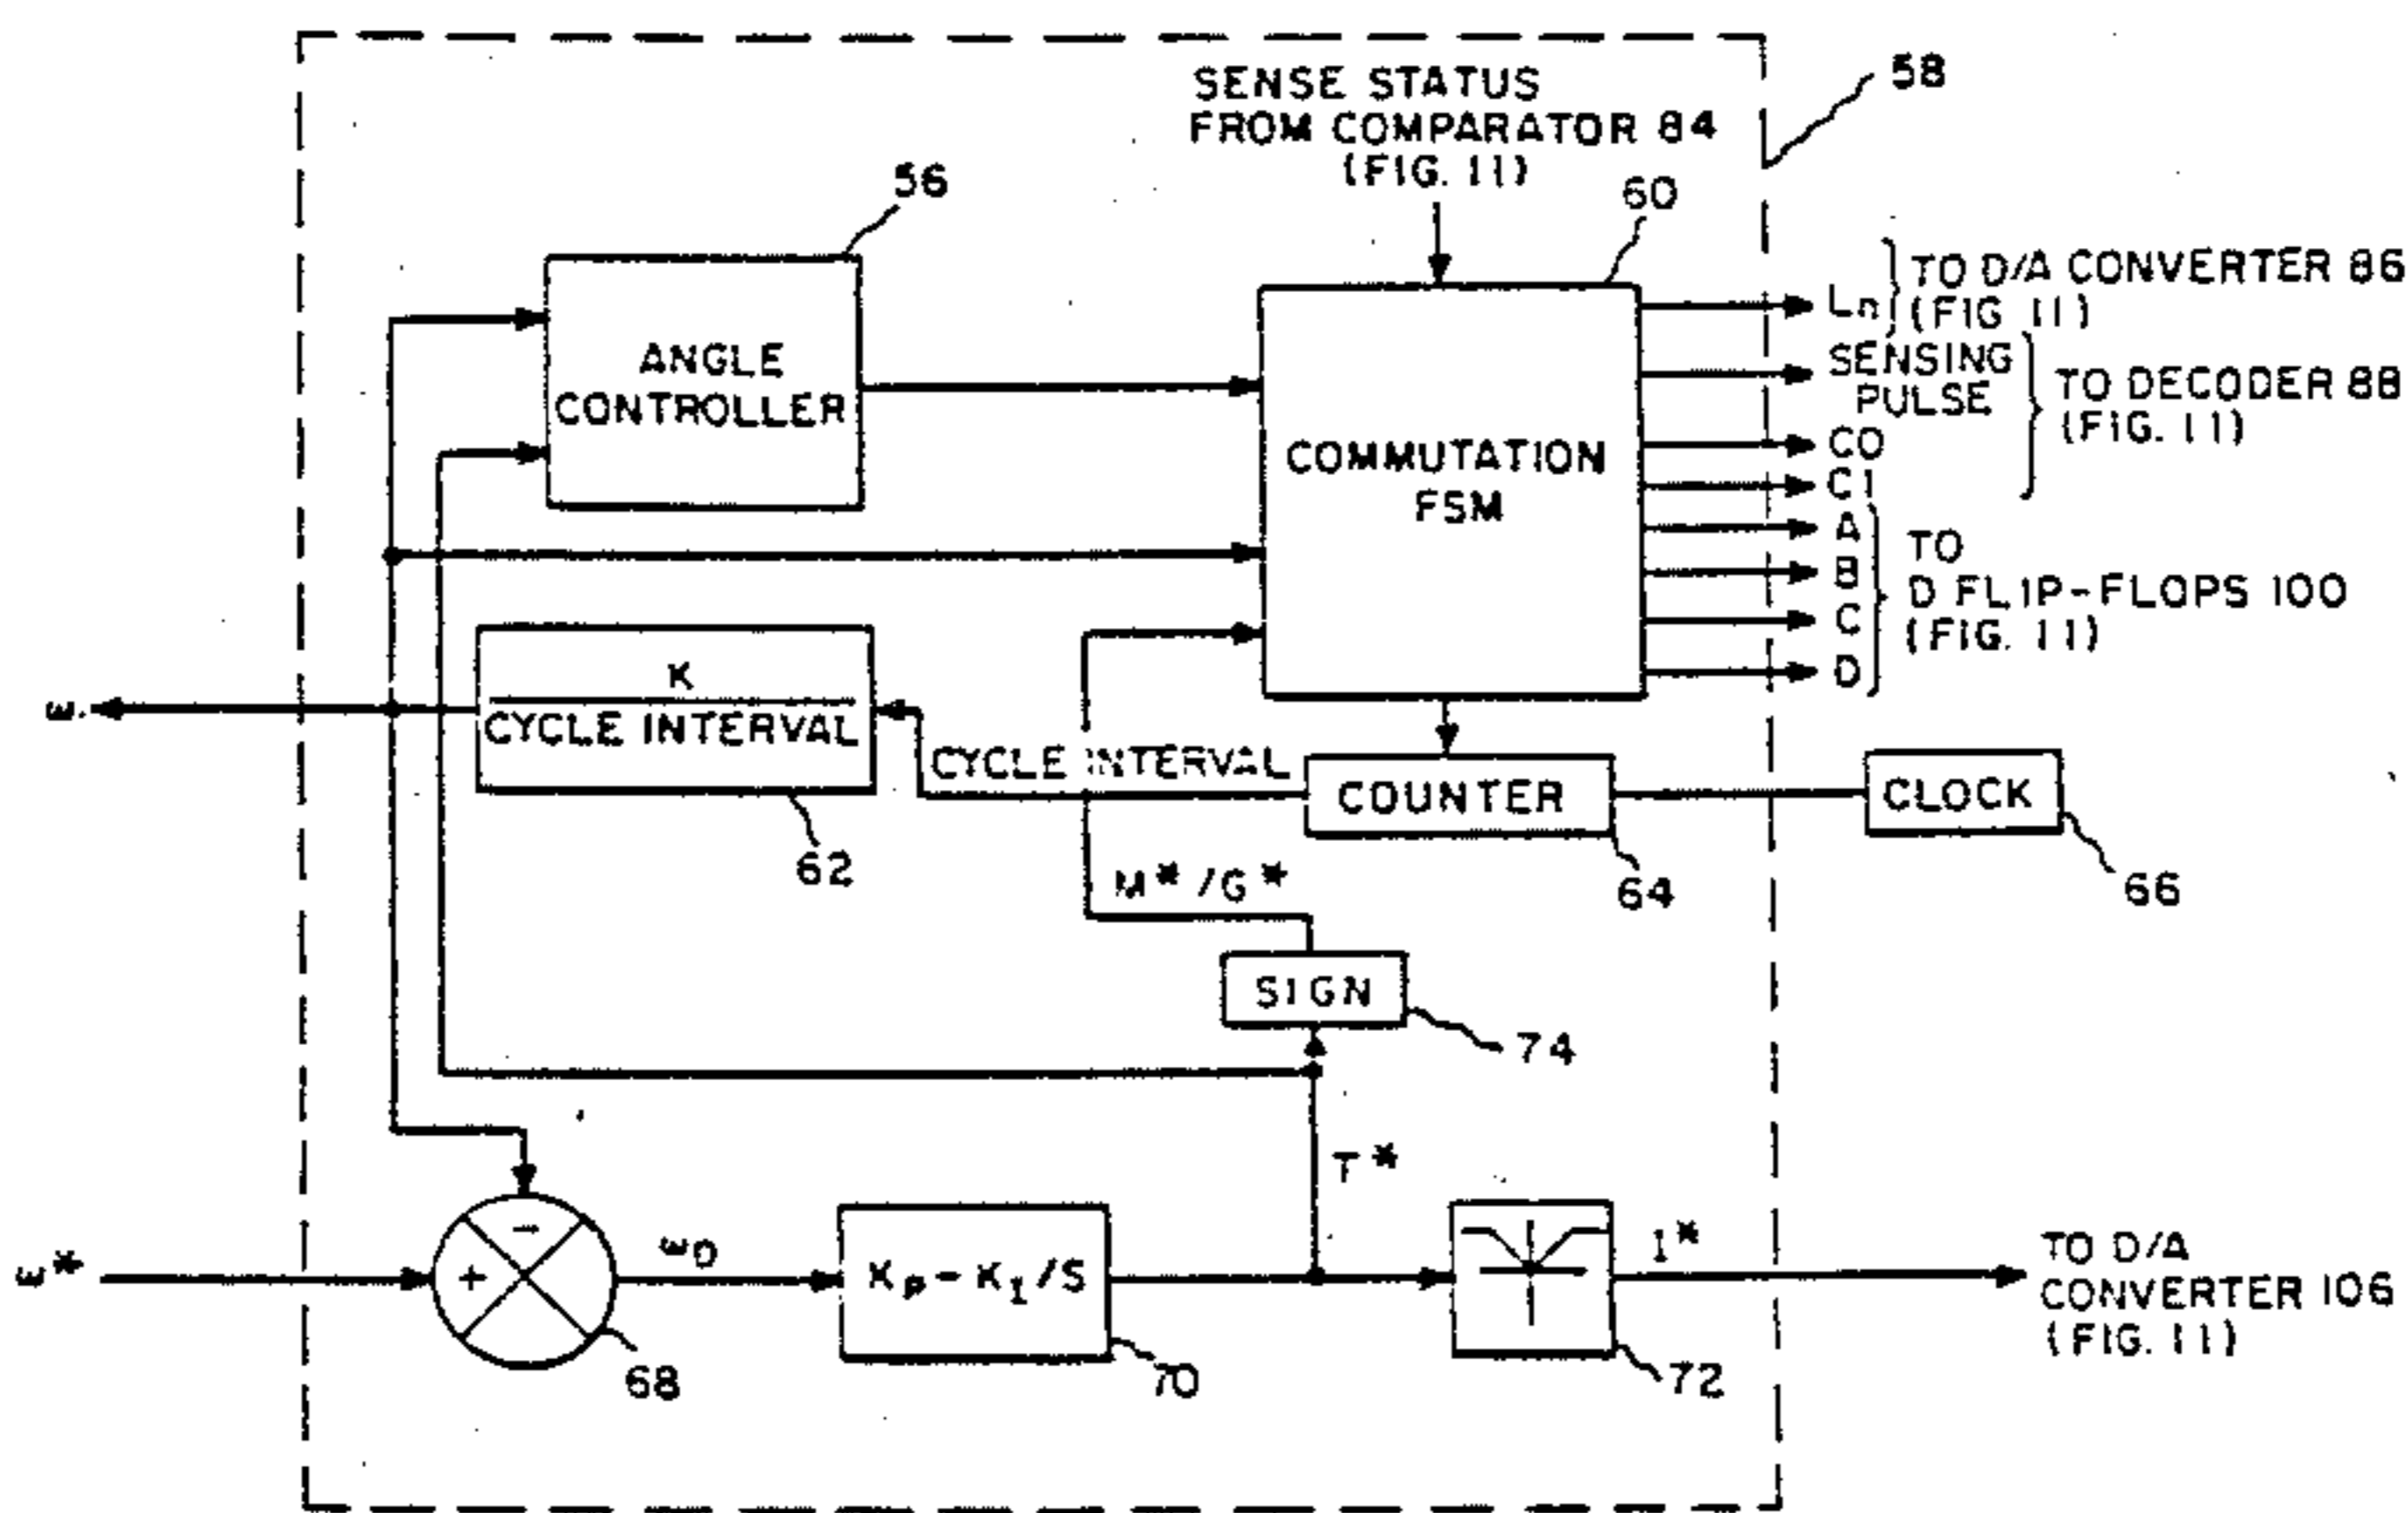 SENSE STATUS
FROM COMPARATOR 84
(FIG. 11)
58
56
60
ANGLE
CONTROLLER
COMMUTATION
FSM
Ln
TO D/A CONVERTER 86
(FIG 11)
SENSING
PULSE
C0
C1
TO DECODER 88
(FIG. 11)
A
B
C
D
TO
D FLIP-FLOPS 100
(FIG. 11)
ω
K
CYCLE INTERVAL
CYCLE INTERVAL
COUNTER
CLOCK
62
64
66
M*/G*
SIGN
74
T*
ω*
+
-
ωD
Kp - KI/S
I*
TO D/A
CONVERTER 106
(FIG. 11)
68
70
72